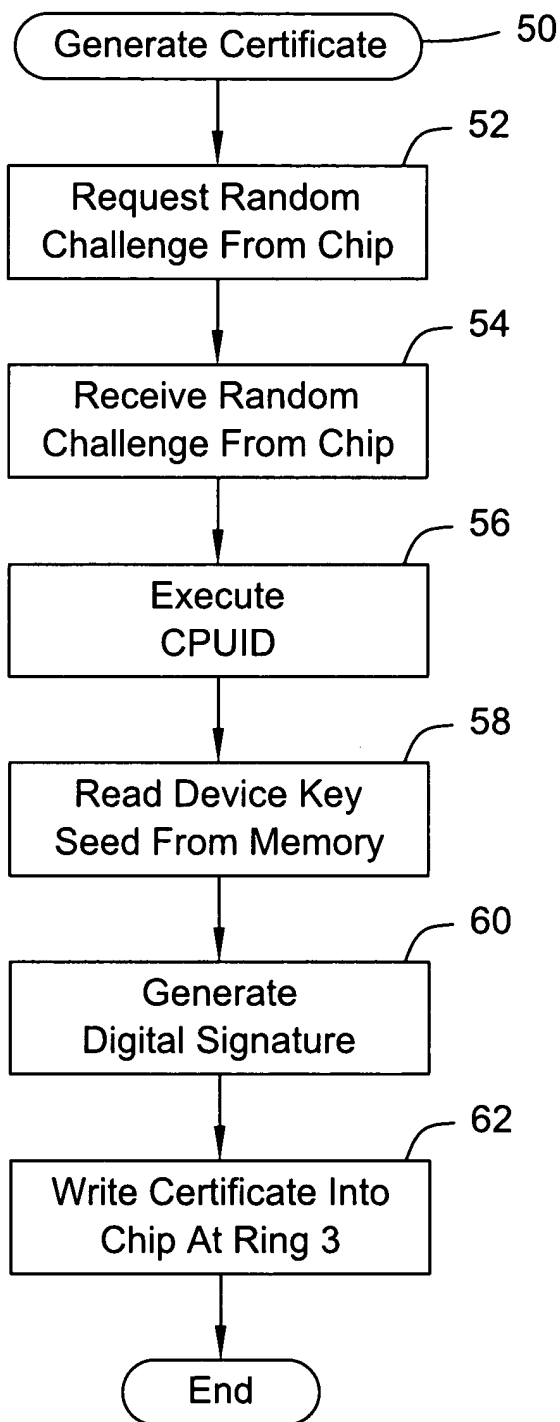 Generate Certificate
50
52
Request Random
Challenge From Chip
54
Receive Random
Challenge From Chip
56
Execute
CPUID
58
Read Device Key
Seed From Memory
60
Generate
Digital Signature
62
Write Certificate Into
Chip At Ring 3
End